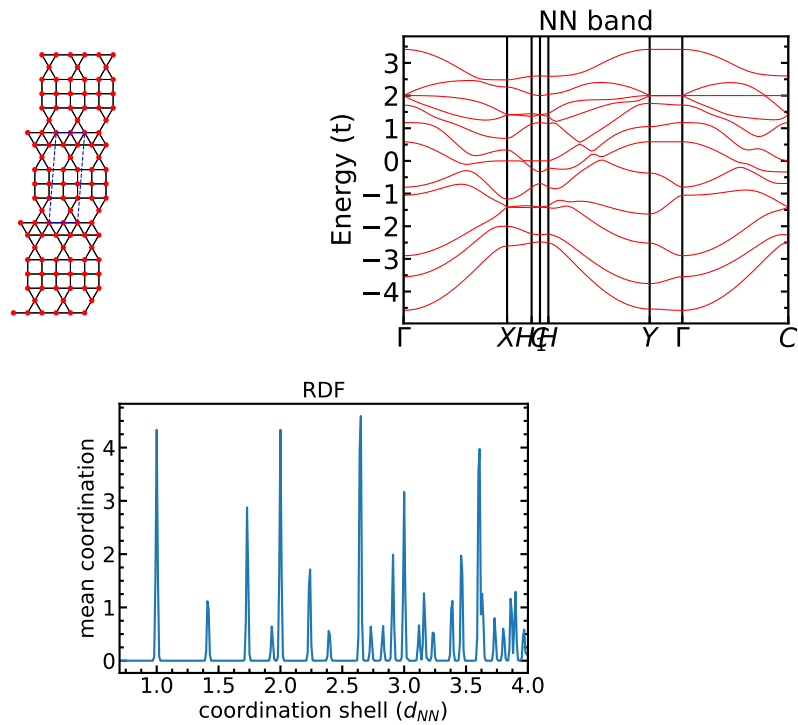 NN band
Energy (t)
3
2
1
0
−1
−2
−3
−4
Γ X H₁ C H Y Γ C
RDF
mean coordination
4
3
2
1
0
1.0 1.5 2.0 2.5 3.0 3.5 4.0
coordination shell (d_NN)